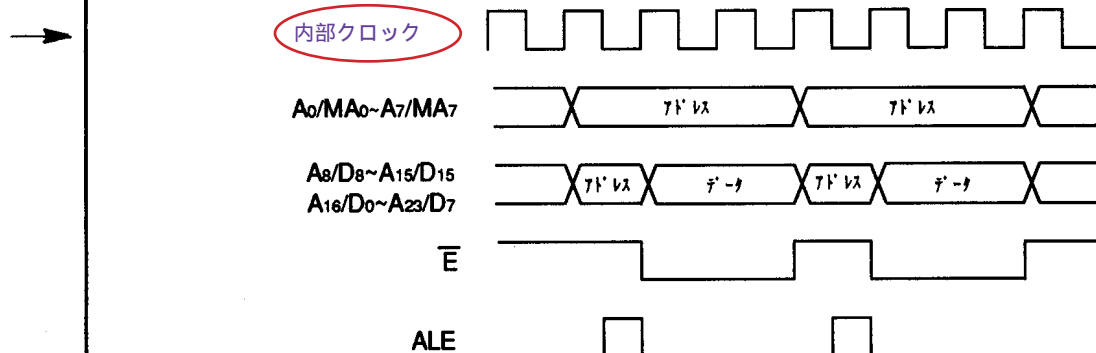 内部クロック
A0/MA0~A7/MA7 アドレス アドレス
A8/D8~A15/D15
A16/D0~A23/D7 アドレス データ アドレス データ
E̅
ALE